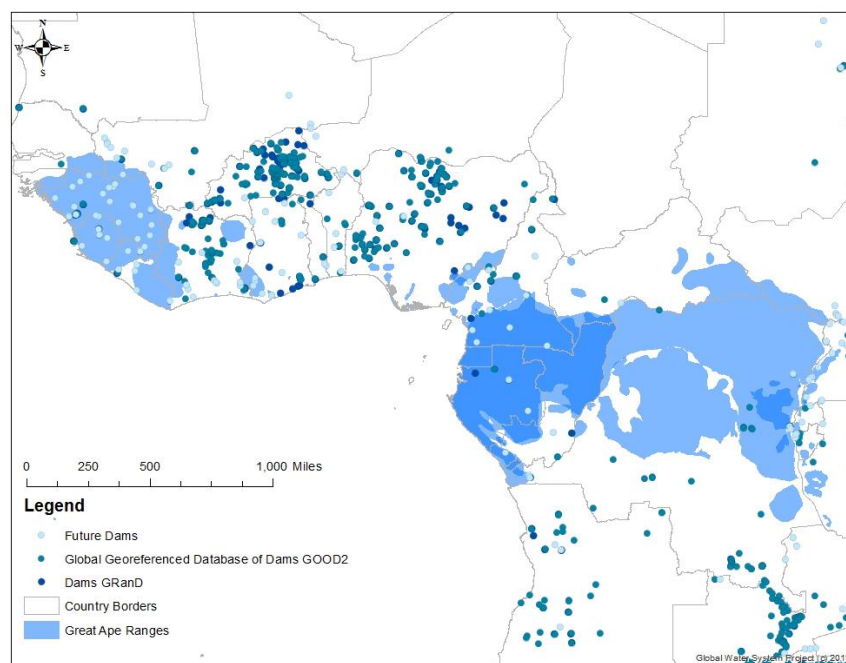 N
W E
S
0 250 500 1,000 Miles
Legend
Future Dams
Global Georeferenced Database of Dams GOOD2
Dams GRanD
Country Borders
Great Ape Ranges
Global Water System Project (c) 201